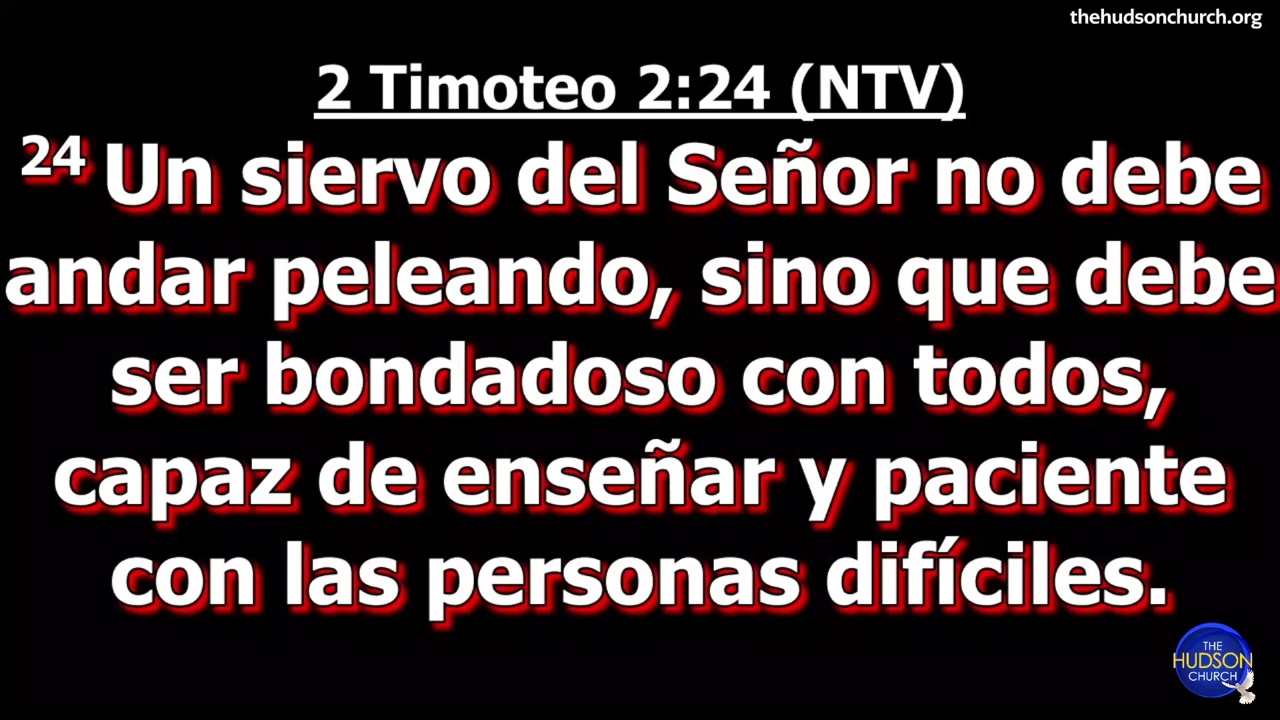 thehudsonchurch.org
2 Timoteo 2:24 (NTV)
24 Un siervo del Señor no debe
andar peleando, sino que debe
ser bondadoso con todos,
capaz de enseñar y paciente
con las personas difíciles.
THE
HUDSON
CHURCH